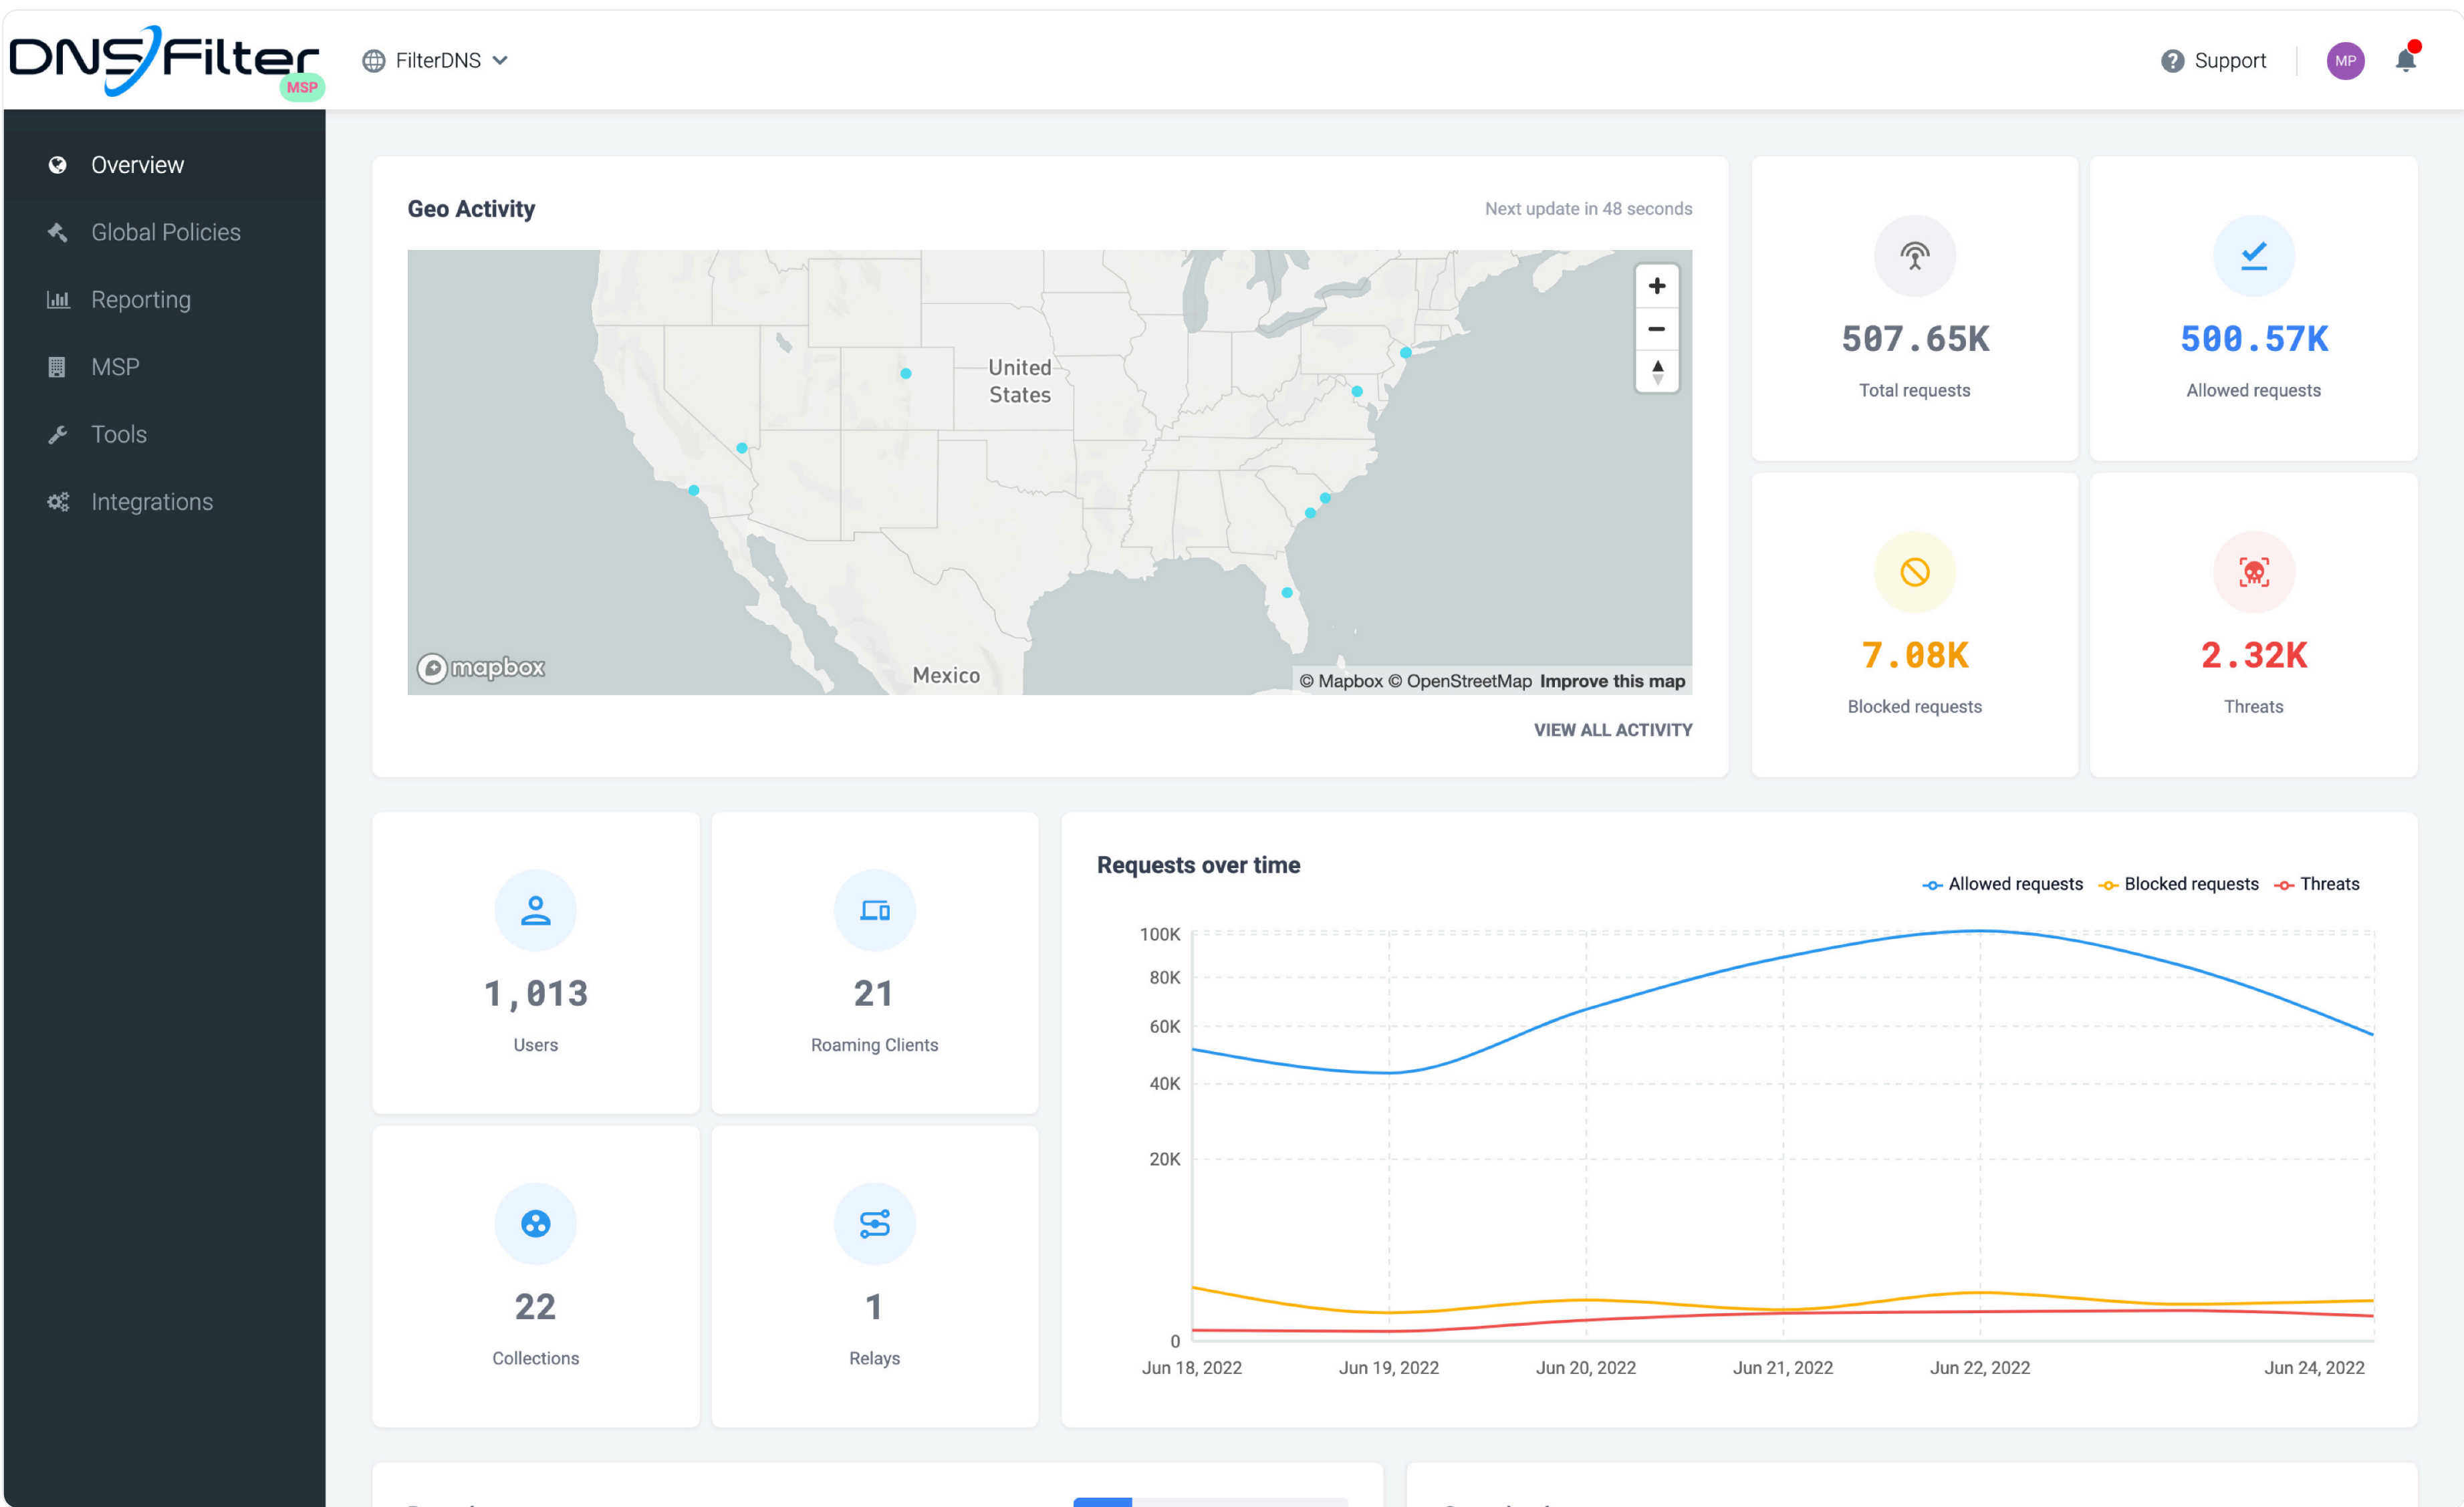 DNSFilter
MSP
FilterDNS
Support
MP
Overview
Global Policies
Reporting
MSP
Tools
Integrations
Geo Activity
Next update in 48 seconds
United
States
Mexico
mapbox
© Mapbox © OpenStreetMap Improve this map
VIEW ALL ACTIVITY
507.65K
Total requests
500.57K
Allowed requests
7.08K
Blocked requests
2.32K
Threats
1,013
Users
21
Roaming Clients
22
Collections
1
Relays
Requests over time
Allowed requests Blocked requests Threats
100K
80K
60K
40K
20K
0
Jun 18, 2022 Jun 19, 2022 Jun 20, 2022 Jun 21, 2022 Jun 22, 2022 Jun 24, 2022